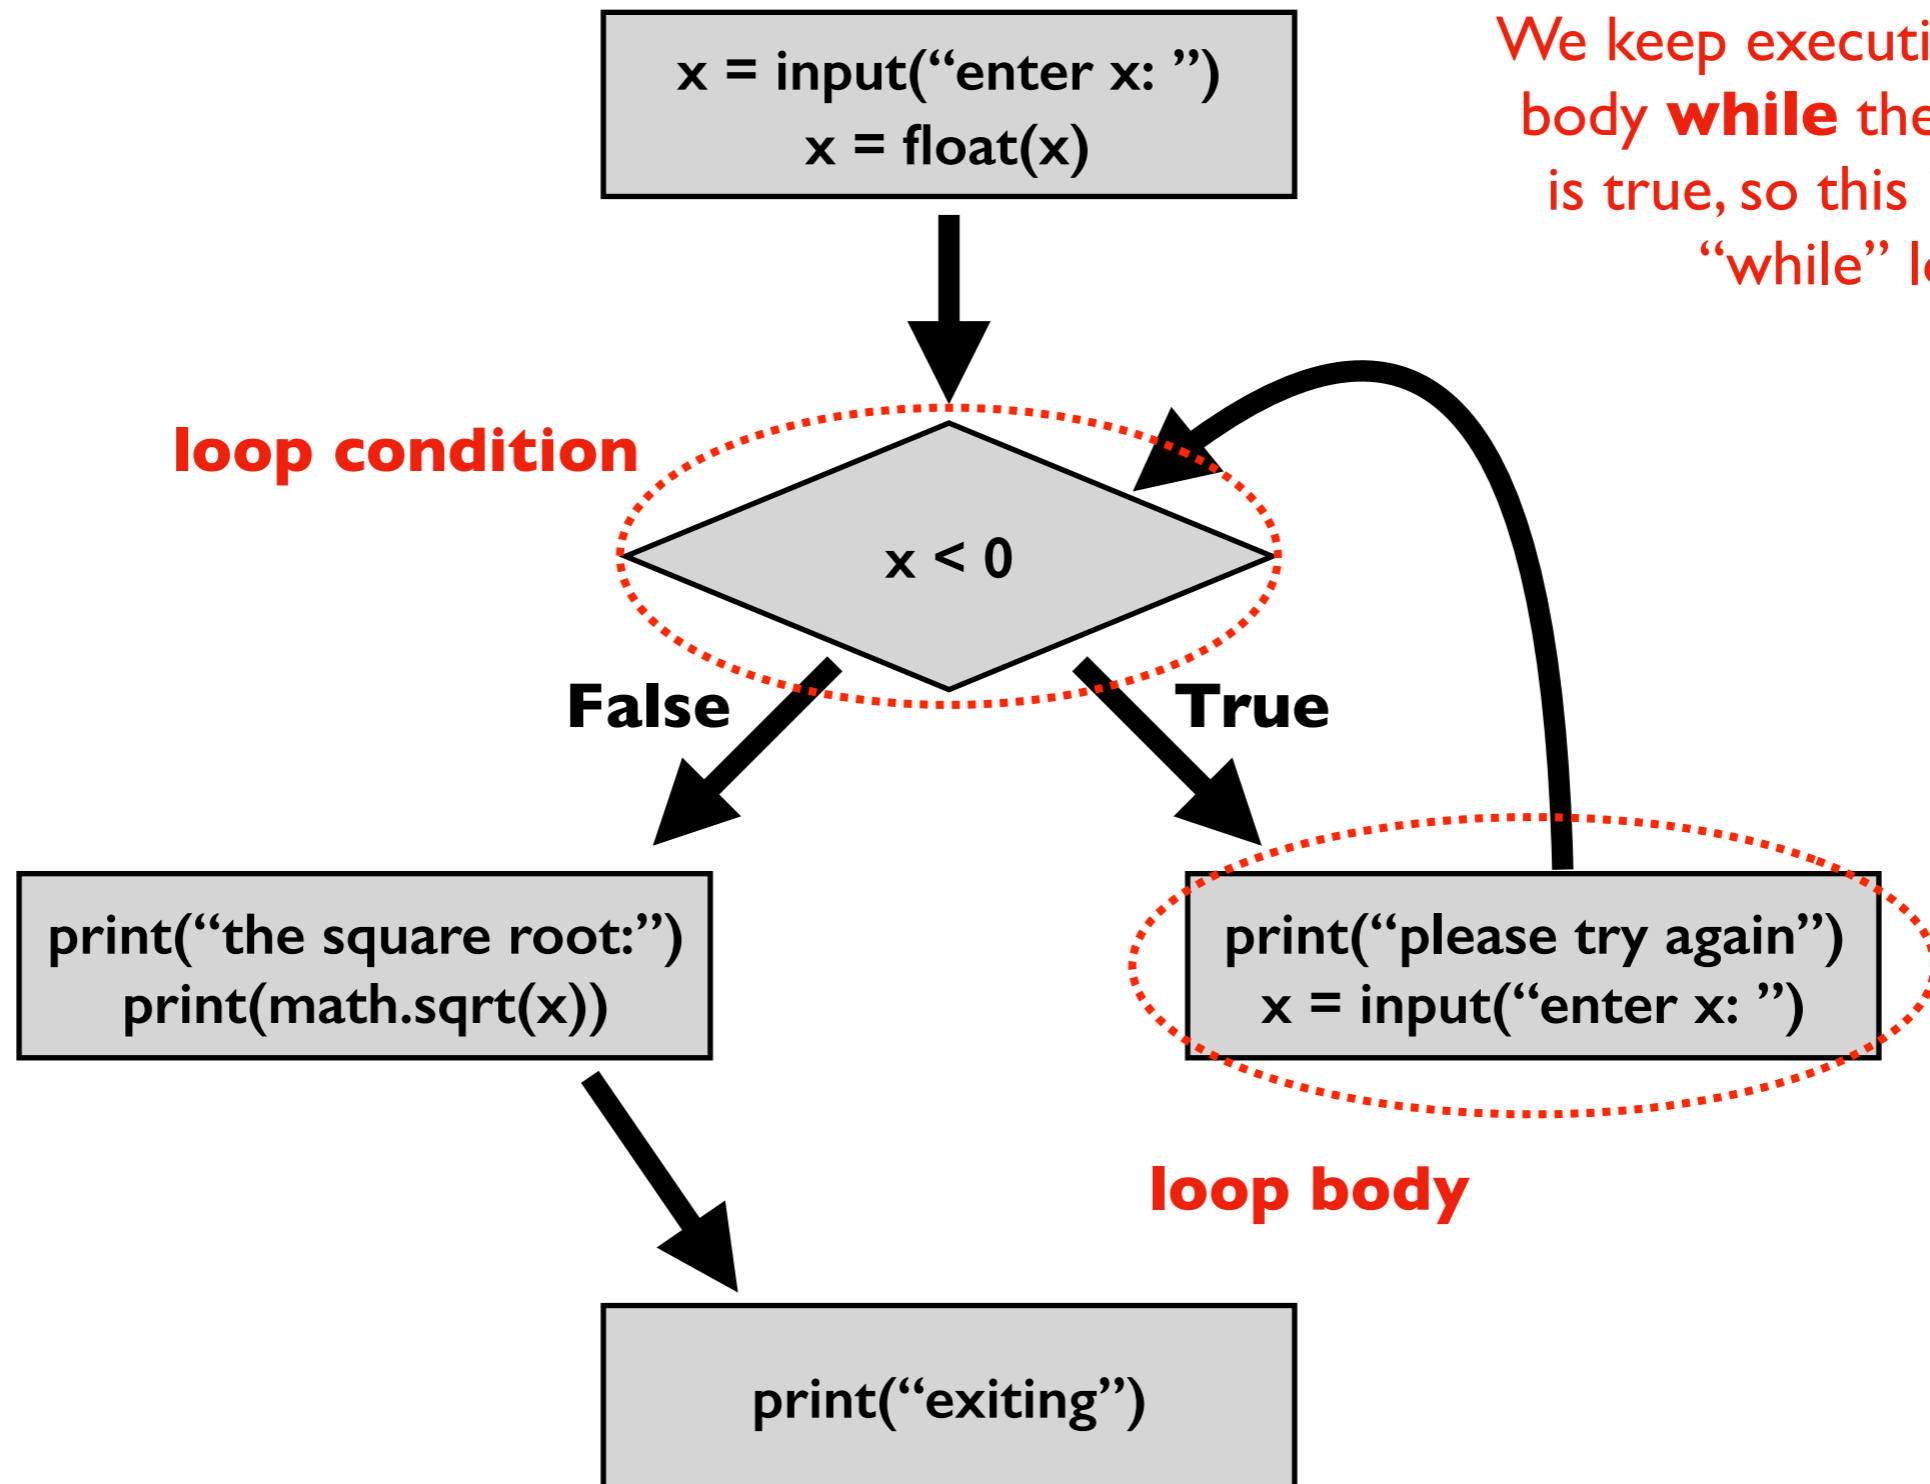 x = input(“enter x: ”)
x = float(x)
We keep executi
body while the
is true, so this
“while” l
loop condition
x < 0
False
True
print(“the square root:”)
print(math.sqrt(x))
print(“please try again”)
x = input(“enter x: ”)
loop body
print(“exiting”)